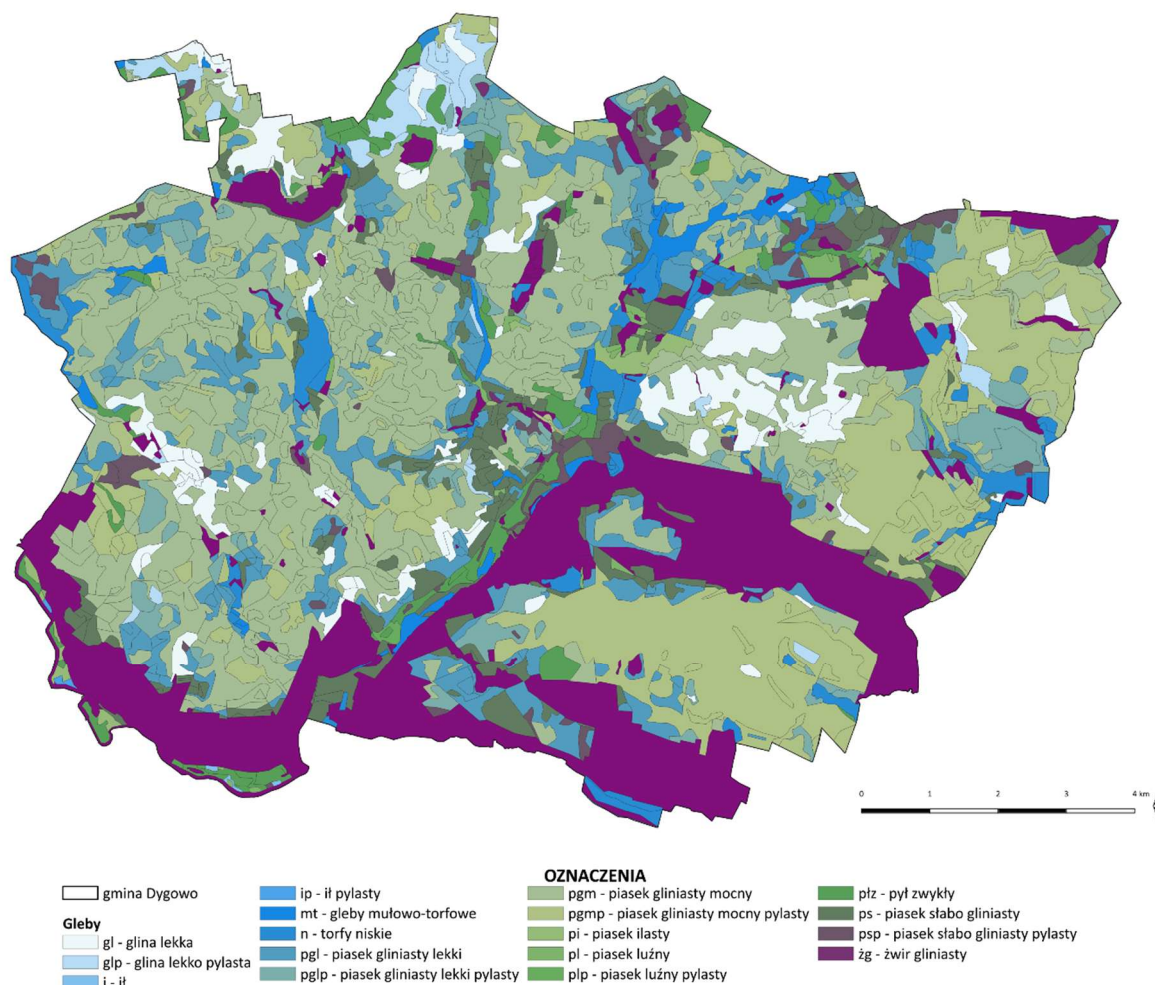 0 1 2 3 4 km
OZNACZENIA
gmina Dygowo
Gleby
gl - glina lekka
glp - glina lekko pylasta
i - ił
ip - ił pylasty
mt - gleby mułowo-torfowe
n - torfy niskie
pgl - piasek gliniasty lekki
pglp - piasek gliniasty lekki pylasty
pgm - piasek gliniasty mocny
pgmp - piasek gliniasty mocny pylasty
pi - piasek ilasty
pl - piasek luźny
plp - piasek luźny pylasty
płz - pył zwykły
ps - piasek słabo gliniasty
psp - piasek słabo gliniasty pylasty
żg - żwir gliniasty